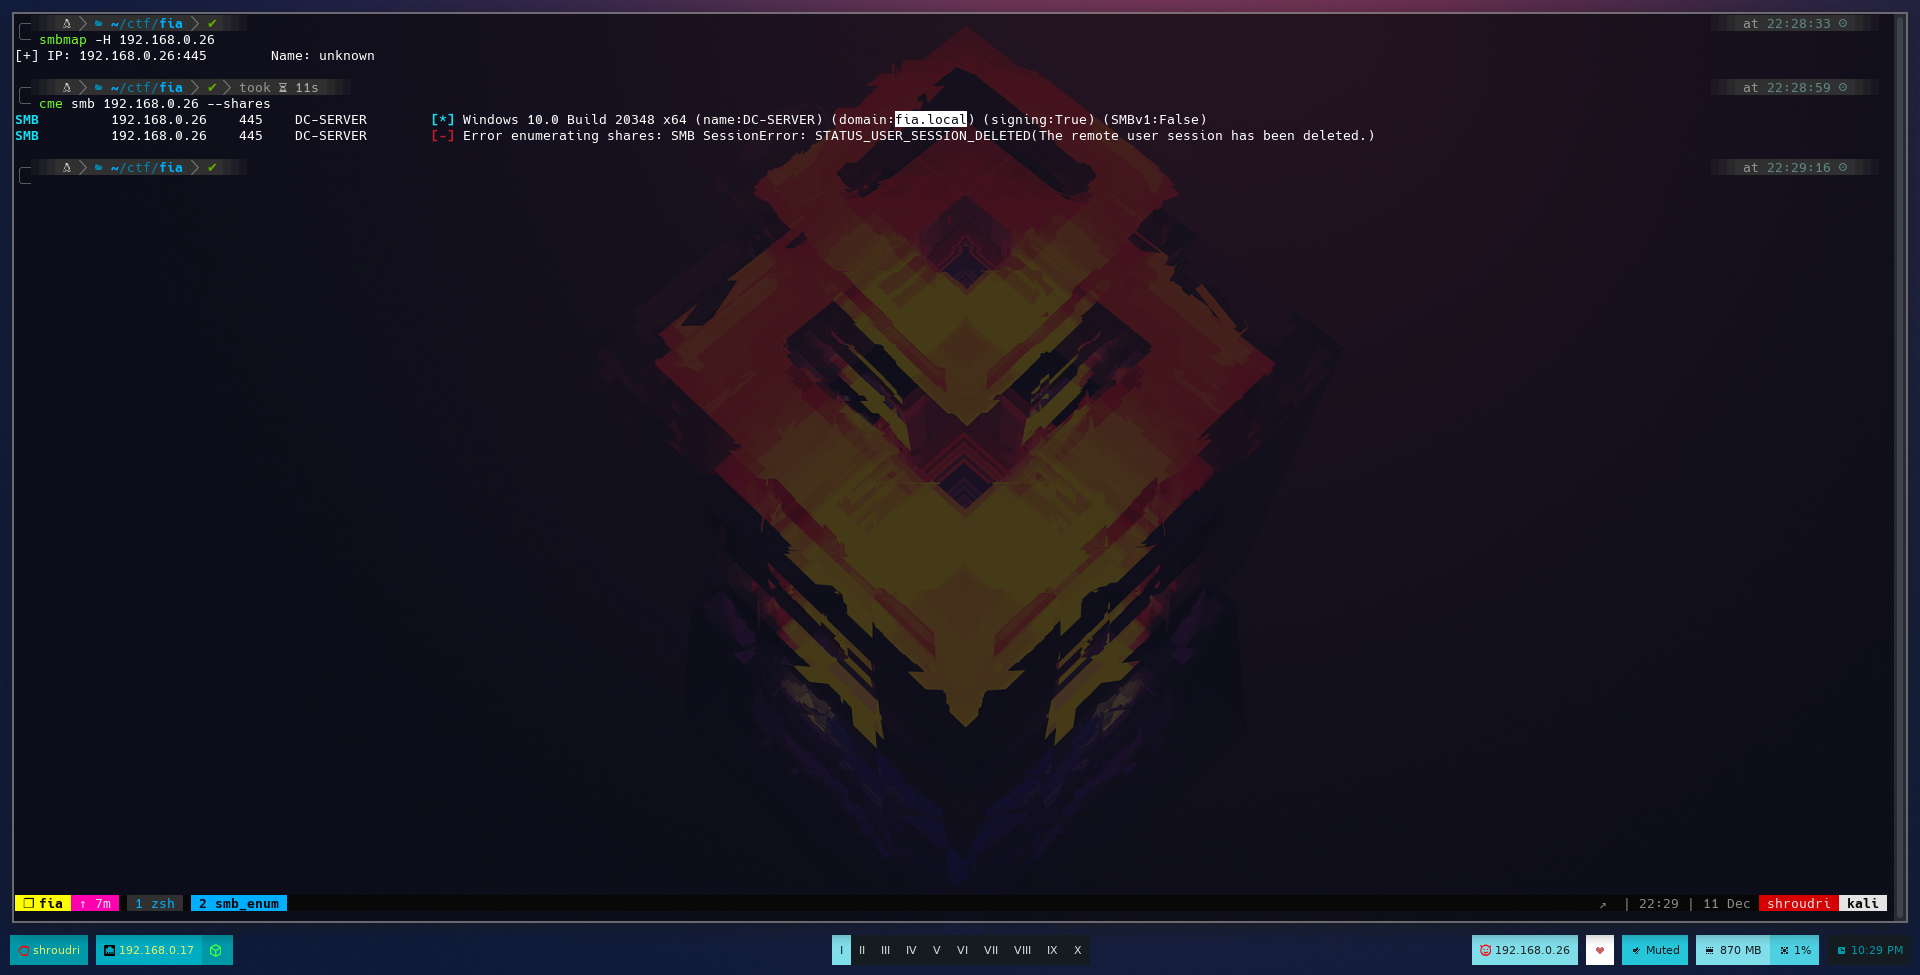 ~/ctf/fia ✔ at 22:28:33
smbmap -H 192.168.0.26
[+] IP: 192.168.0.26:445 Name: unknown
~/ctf/fia ✔ took ⌛ 11s at 22:28:59
cme smb 192.168.0.26 --shares
SMB 192.168.0.26 445 DC-SERVER [*] Windows 10.0 Build 20348 x64 (name:DC-SERVER) (domain:fia.local) (signing:True) (SMBv1:False)
SMB 192.168.0.26 445 DC-SERVER [-] Error enumerating shares: SMB SessionError: STATUS_USER_SESSION_DELETED(The remote user session has been deleted.)
~/ctf/fia ✔ at 22:29:16
❐ fia ↑ 7m 1 zsh 2 smb_enum ↗ | 22:29 | 11 Dec shroudri kali
shroudri 192.168.0.17 I II III IV V VI VII VIII IX X 192.168.0.26 Muted 870 MB 1% 10:29 PM